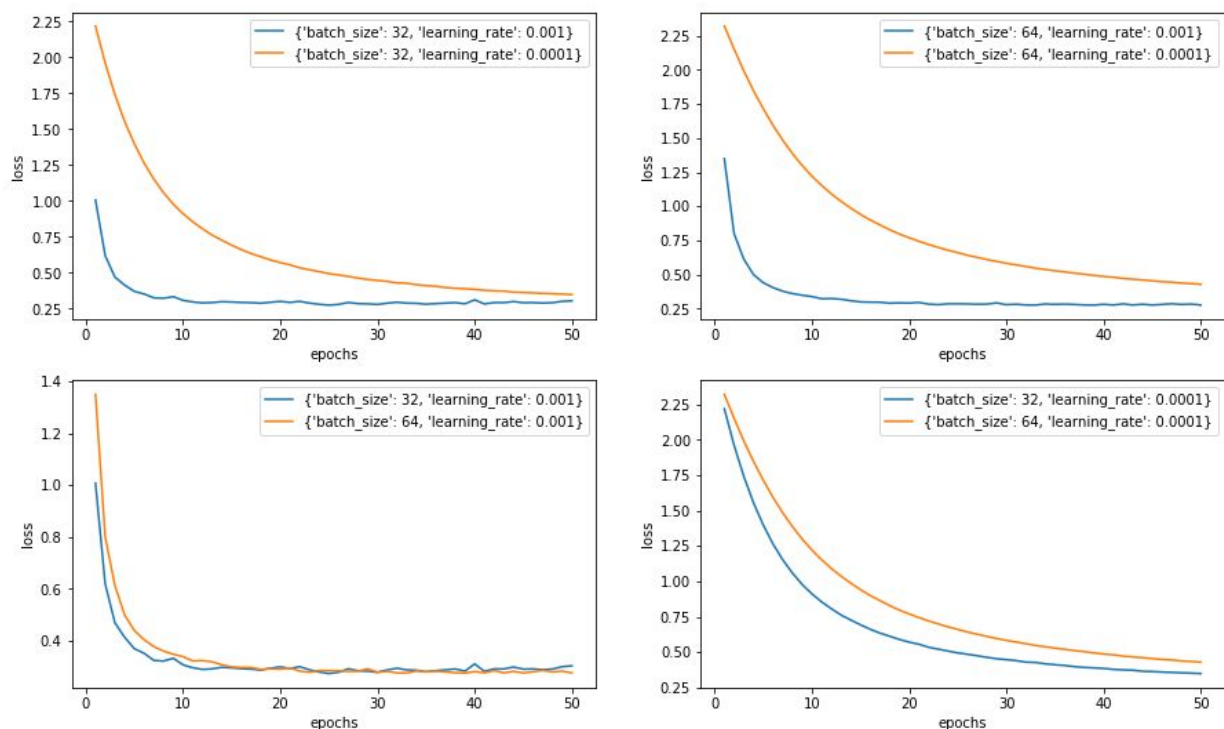 {'batch_size': 32, 'learning_rate': 0.001}
{'batch_size': 32, 'learning_rate': 0.0001}
2.25
2.00
1.75
1.50
1.25
1.00
0.75
0.50
0.25
loss
0 10 20 30 40 50
epochs
{'batch_size': 64, 'learning_rate': 0.001}
{'batch_size': 64, 'learning_rate': 0.0001}
2.25
2.00
1.75
1.50
1.25
1.00
0.75
0.50
0.25
loss
0 10 20 30 40 50
epochs
{'batch_size': 32, 'learning_rate': 0.001}
{'batch_size': 64, 'learning_rate': 0.001}
1.4
1.2
1.0
0.8
0.6
0.4
loss
0 10 20 30 40 50
epochs
{'batch_size': 32, 'learning_rate': 0.0001}
{'batch_size': 64, 'learning_rate': 0.0001}
2.25
2.00
1.75
1.50
1.25
1.00
0.75
0.50
0.25
loss
0 10 20 30 40 50
epochs